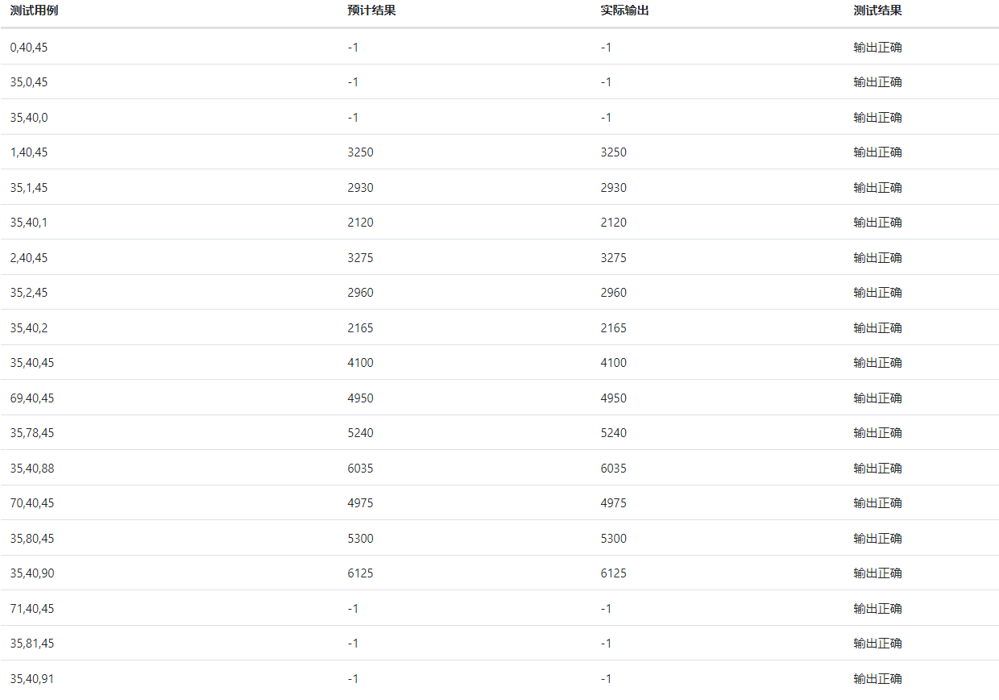 测试用例 预计结果 实际输出 测试结果
0,40,45 -1 -1 输出正确
35,0,45 -1 -1 输出正确
35,40,0 -1 -1 输出正确
1,40,45 3250 3250 输出正确
35,1,45 2930 2930 输出正确
35,40,1 2120 2120 输出正确
2,40,45 3275 3275 输出正确
35,2,45 2960 2960 输出正确
35,40,2 2165 2165 输出正确
35,40,45 4100 4100 输出正确
69,40,45 4950 4950 输出正确
35,78,45 5240 5240 输出正确
35,40,88 6035 6035 输出正确
70,40,45 4975 4975 输出正确
35,80,45 5300 5300 输出正确
35,40,90 6125 6125 输出正确
71,40,45 -1 -1 输出正确
35,81,45 -1 -1 输出正确
35,40,91 -1 -1 输出正确